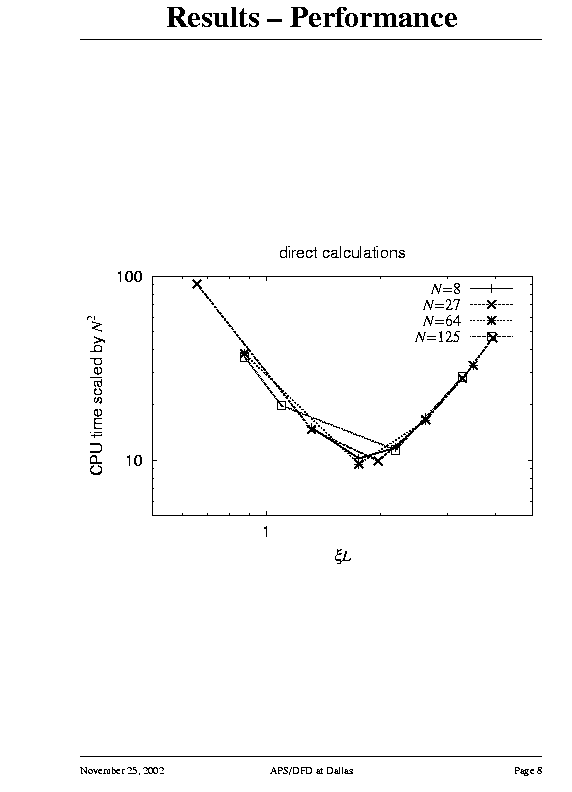 Results – Performance
direct calculations
100
10
1
CPU time scaled by N²
ξL
N=8
N=27
N=64
N=125
November 25, 2002 APS/DFD at Dallas Page 8